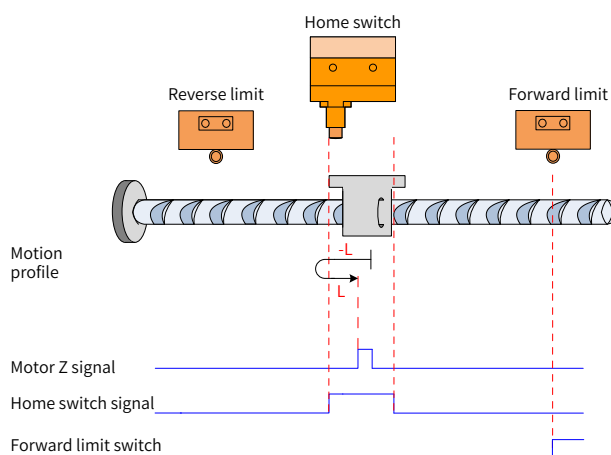 Home switch
Reverse limit
Forward limit
Motion
profile
-L
L
Motor Z signal
Home switch signal
Forward limit switch